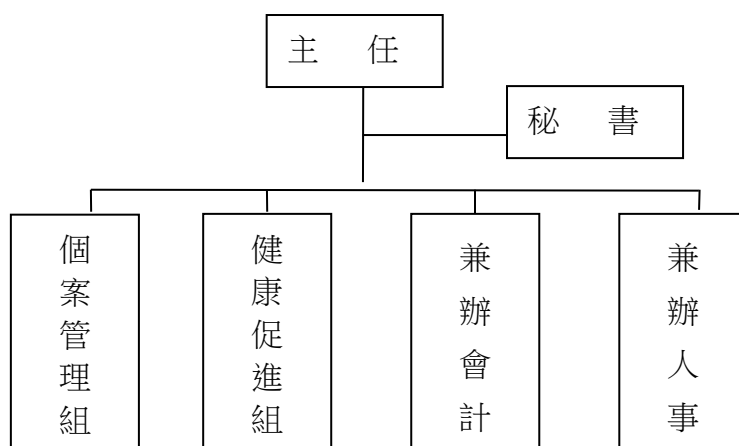 主 任
秘 書
個案管理組
健康促進組
兼辦會計
兼辦人事